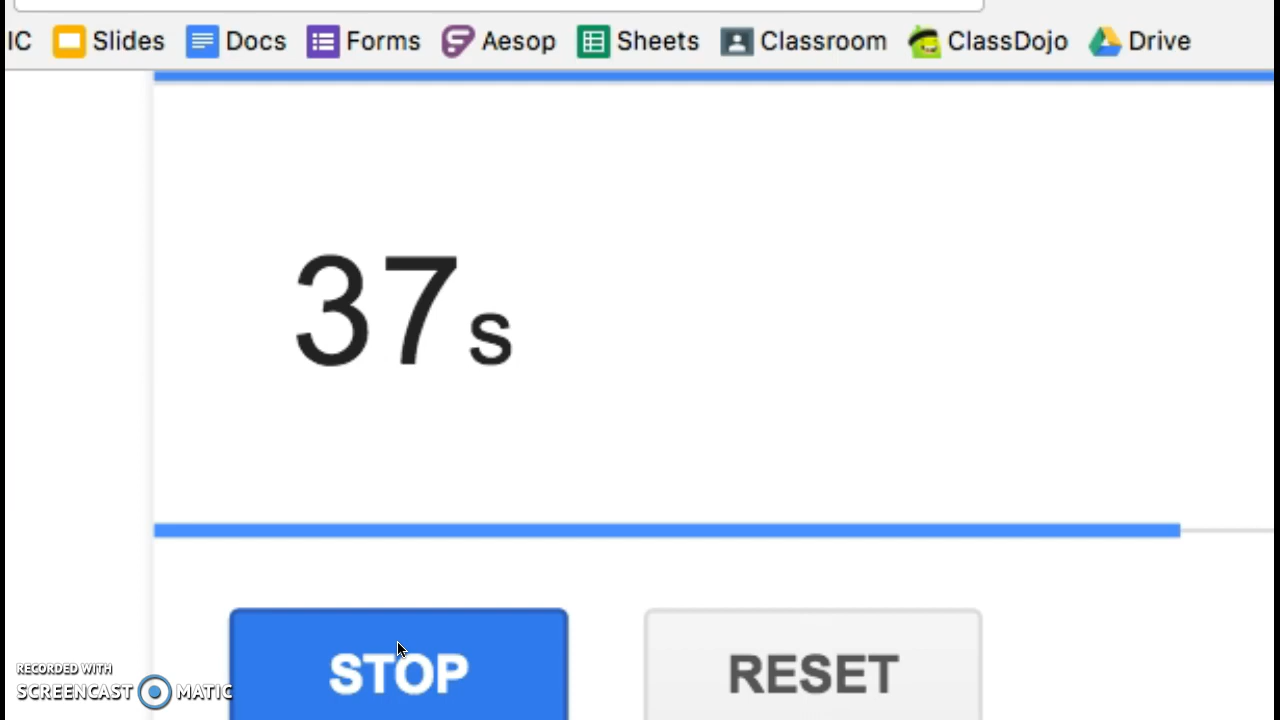 IC Slides Docs Forms Aesop Sheets Classroom ClassDojo Drive
37s
STOP RESET
RECORDED WITH
SCREENCAST MATIC